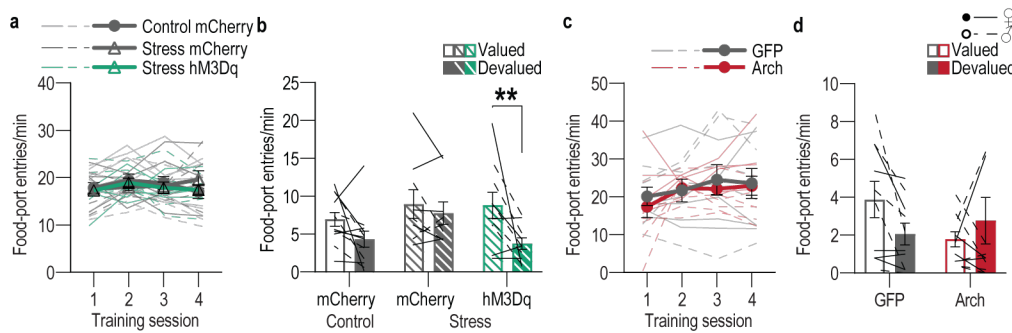 a
Control mCherry
Stress mCherry
Stress hM3Dq
Food-port entries/min
40
30
20
10
0
1 2 3 4
Training session
b
Valued
Devalued
**
Food-port entries/min
25
20
15
10
5
0
mCherry mCherry hM3Dq
Control Stress
c
GFP
Arch
Food-port entries/min
50
40
30
20
10
0
1 2 3 4
Training session
d
♀
♂
Valued
Devalued
Food-port entries/min
10
8
6
4
2
0
GFP Arch